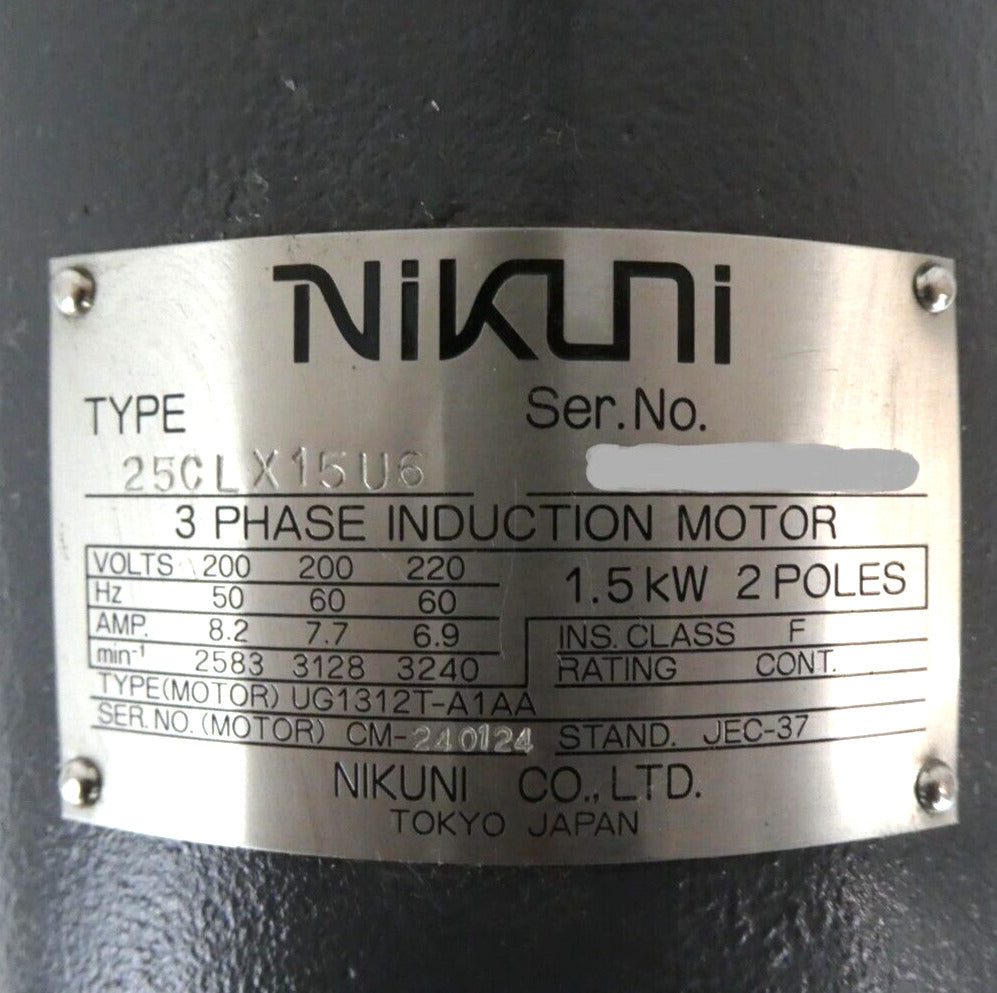 Nikuni
TYPE Ser.No.
25CLX15U6
3 PHASE INDUCTION MOTOR
VOLTS 200 200 220
Hz 50 60 60
AMP. 8.2 7.7 6.9
min-1 2583 3128 3240
1.5kW 2POLES
INS. CLASS F
RATING CONT.
TYPE(MOTOR) UG1312T-A1AA
SER. NO. (MOTOR) CM-240124 STAND. JEC-37
NIKUNI CO., LTD.
TOKYO JAPAN